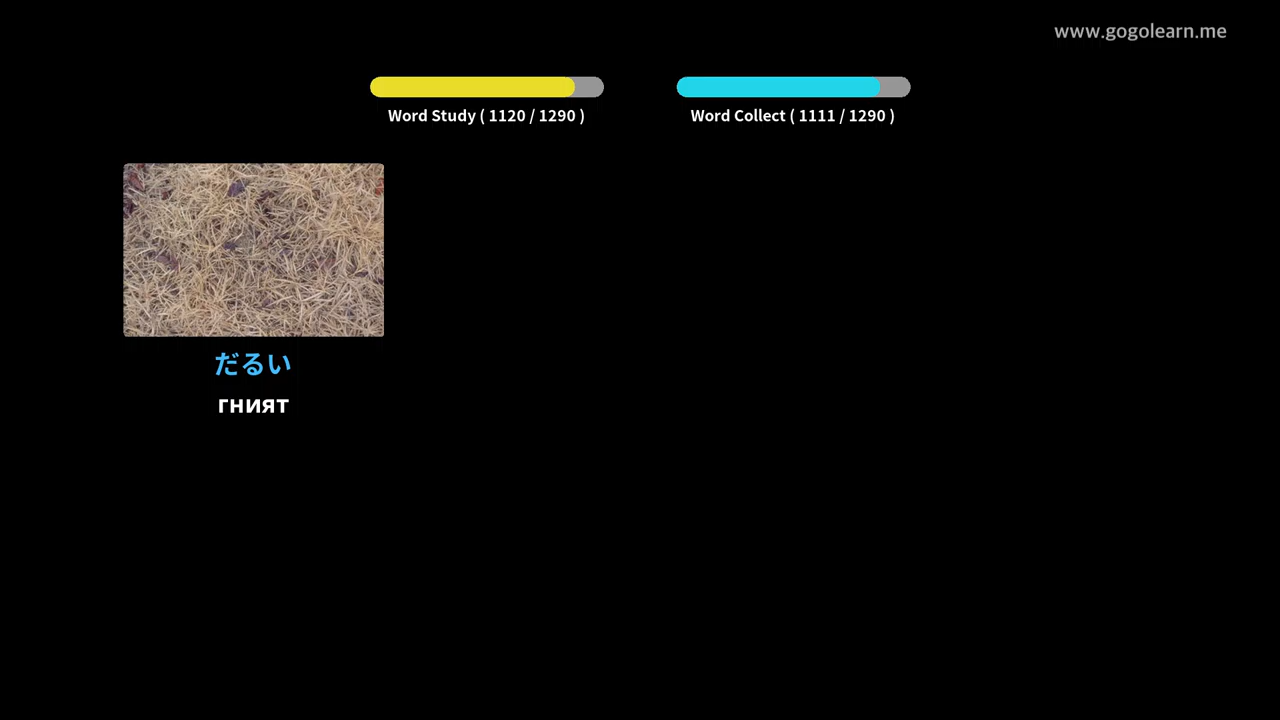 www.gogolearn.me
Word Study ( 1120 / 1290 )
Word Collect ( 1111 / 1290 )
だるい
гният